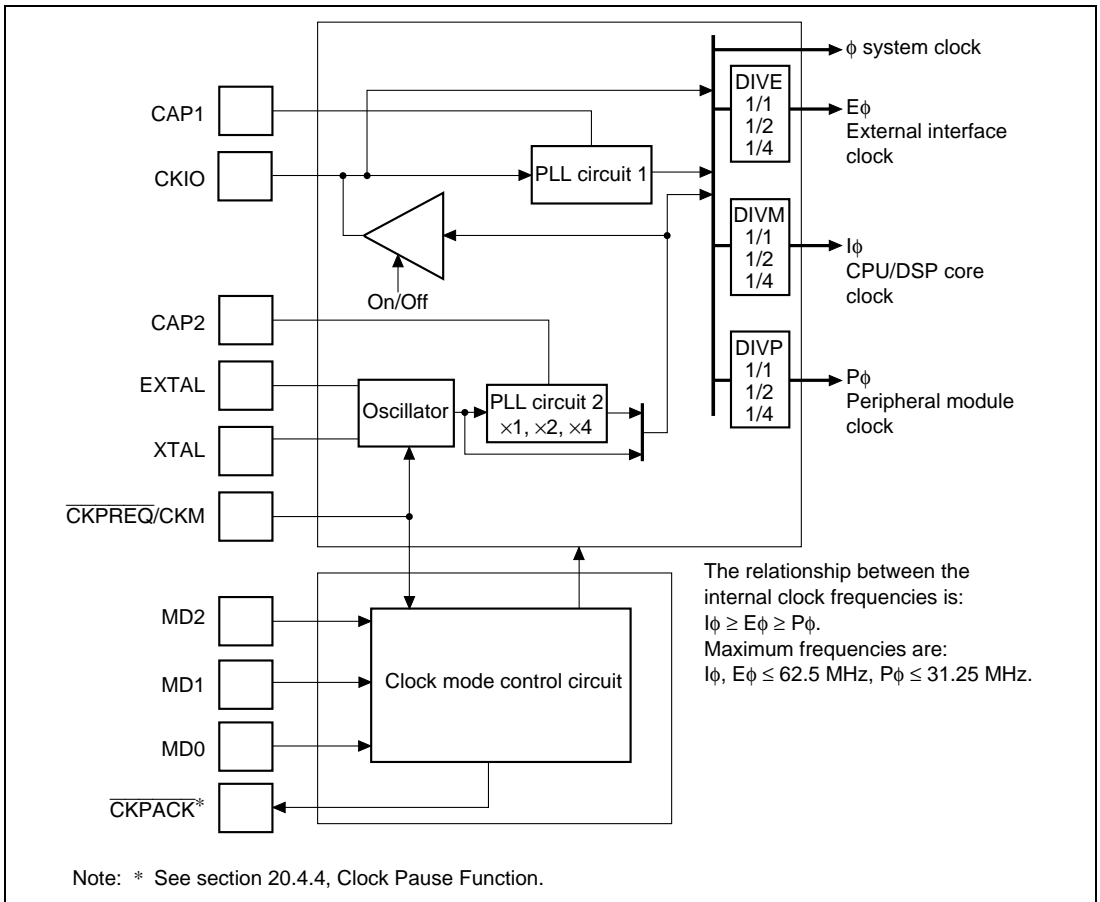 φ system clock
CAP1
DIVE
1/1
1/2
1/4
Eφ
External interface
clock
CKIO
PLL circuit 1
DIVM
1/1
1/2
1/4
Iφ
CPU/DSP core
clock
On/Off
CAP2
DIVP
1/1
1/2
1/4
Pφ
Peripheral module
clock
EXTAL
Oscillator
PLL circuit 2
×1, ×2, ×4
XTAL
CKPREQ/CKM
The relationship between the
internal clock frequencies is:
Iφ ≥ Eφ ≥ Pφ.
Maximum frequencies are:
Iφ, Eφ ≤ 62.5 MHz, Pφ ≤ 31.25 MHz.
MD2
MD1
Clock mode control circuit
MD0
CKPACK*
Note: * See section 20.4.4, Clock Pause Function.